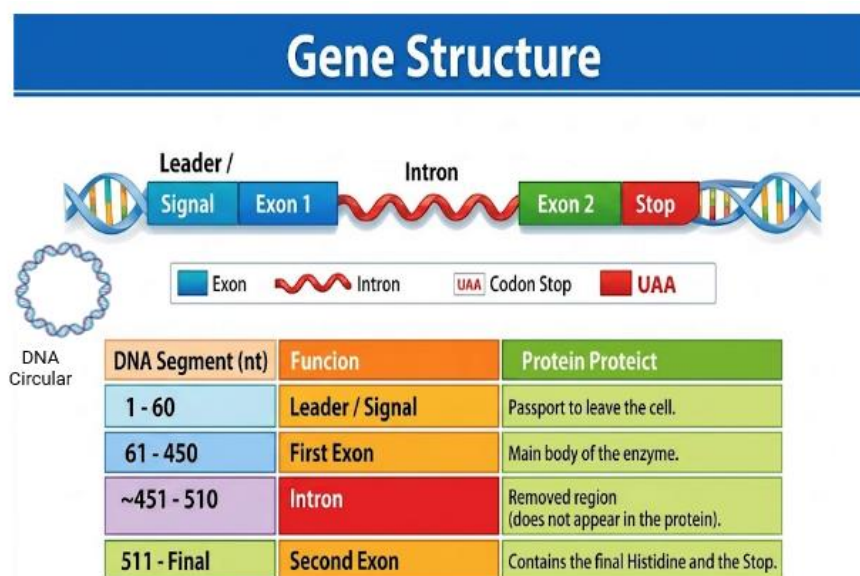 Gene Structure
Leader /
Intron
Signal
Exon 1
Exon 2
Stop
Exon
Intron
UAA Codon Stop
UAA
DNA
Circular
DNA Segment (nt)
Funcion
Protein Proteict
1 - 60
Leader / Signal
Passport to leave the cell.
61 - 450
First Exon
Main body of the enzyme.
~451 - 510
Intron
Removed region
(does not appear in the protein).
511 - Final
Second Exon
Contains the final Histidine and the Stop.